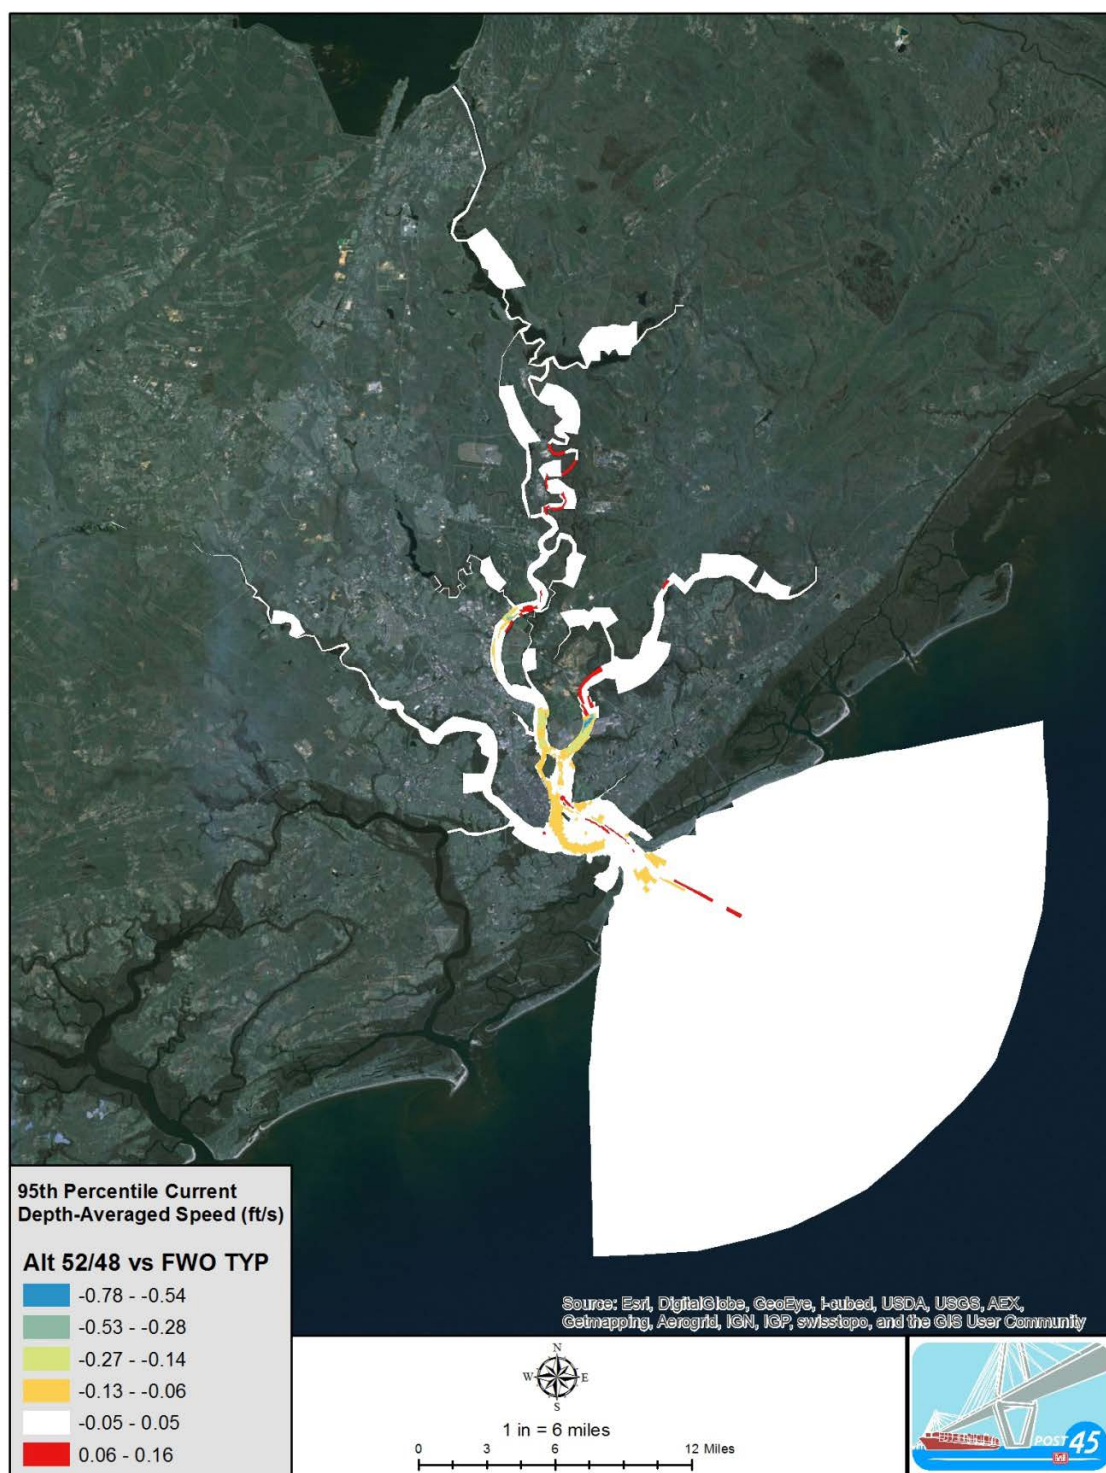 95th Percentile Current
Depth-Averaged Speed (ft/s)
Alt 52/48 vs FWO TYP
-0.78 - -0.54
-0.53 - -0.28
-0.27 - -0.14
-0.13 - -0.06
-0.05 - 0.05
0.06 - 0.16
Source: Esri, DigitalGlobe, GeoEye, i-cubed, USDA, USGS, AEX,
Getmapping, Aerogrid, IGN, IGP, swisstopo, and the GIS User Community
N
W E
S
1 in = 6 miles
0 3 6 12 Miles
POST 45